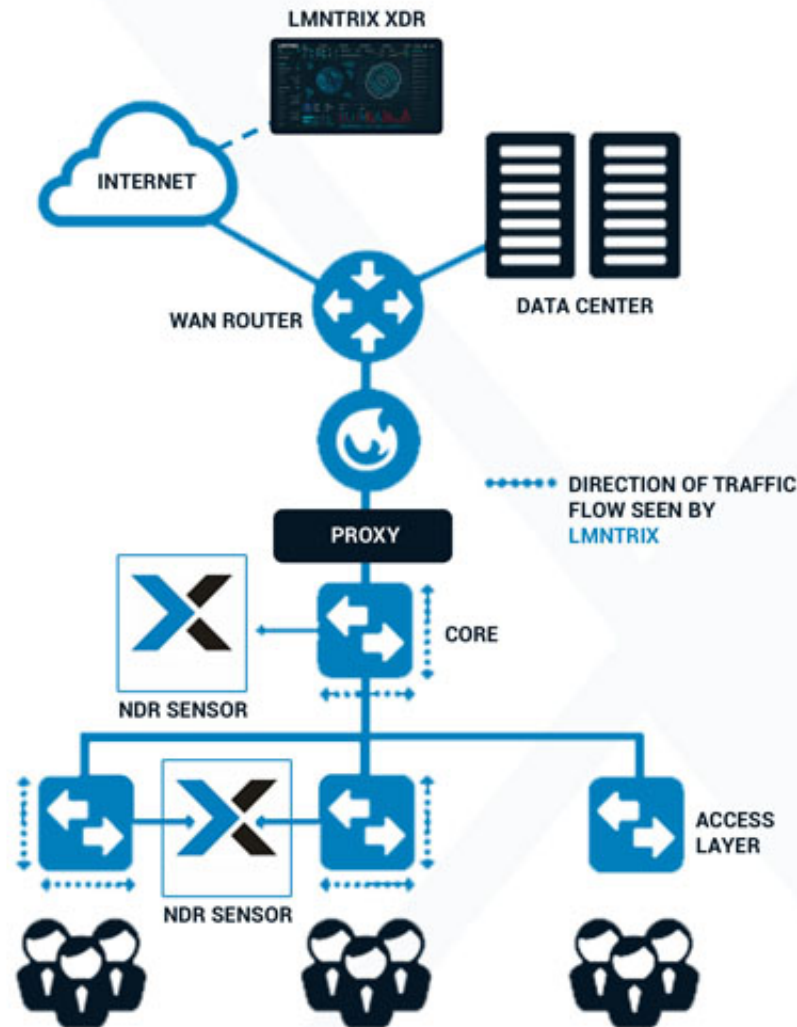 LMNTRIX XDR
INTERNET
WAN ROUTER
DATA CENTER
DIRECTION OF TRAFFIC
FLOW SEEN BY
LMNTRIX
PROXY
CORE
NDR SENSOR
NDR SENSOR
ACCESS
LAYER